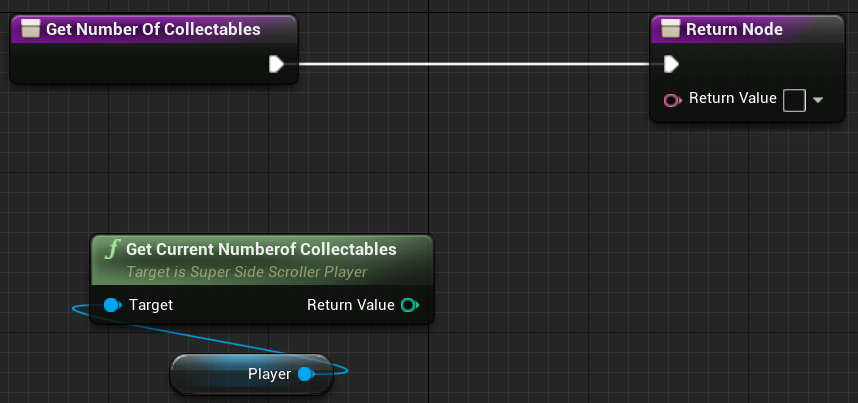 Get Number Of Collectables
Return Node
Return Value
f Get Current Numberof Collectables
Target is Super Side Scroller Player
Target
Return Value
Player